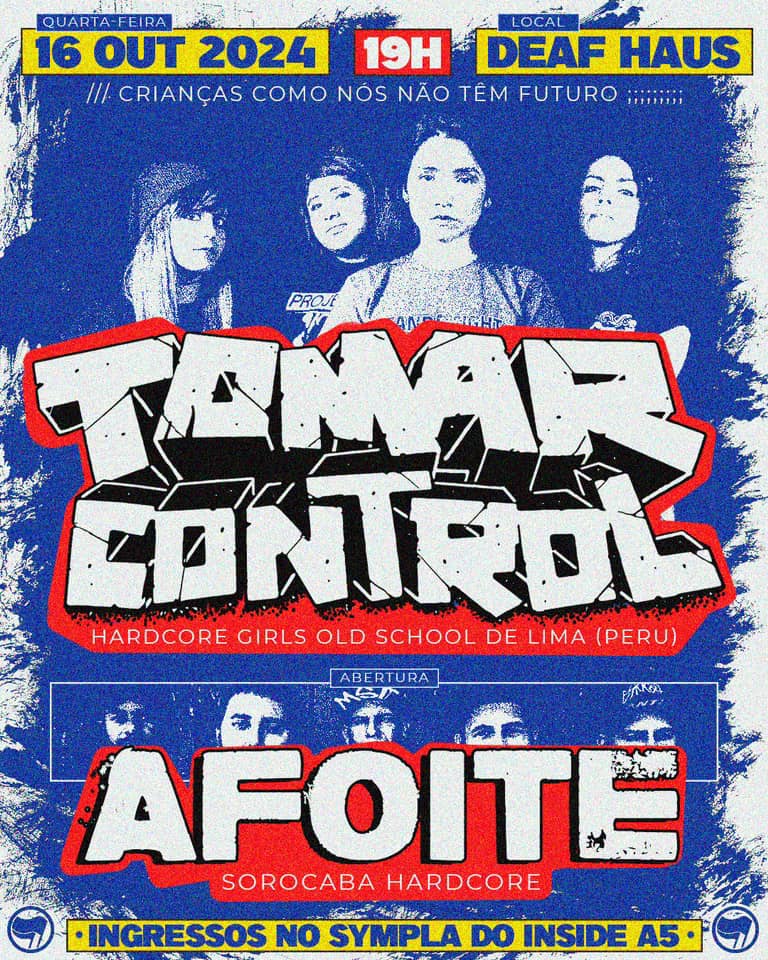 QUARTA-FEIRA
16 OUT 2024
19H
LOCAL
DEAF HAUS
/// CRIANÇAS COMO NÓS NÃO TÊM FUTURO ;;;;;;;;;
PROJE
TOMAR
CONTROL
HARDCORE GIRLS OLD SCHOOL DE LIMA (PERU)
ABERTURA
AFOITE
SOROCABA HARDCORE
· INGRESSOS NO SYMPLA DO INSIDE A5 ·